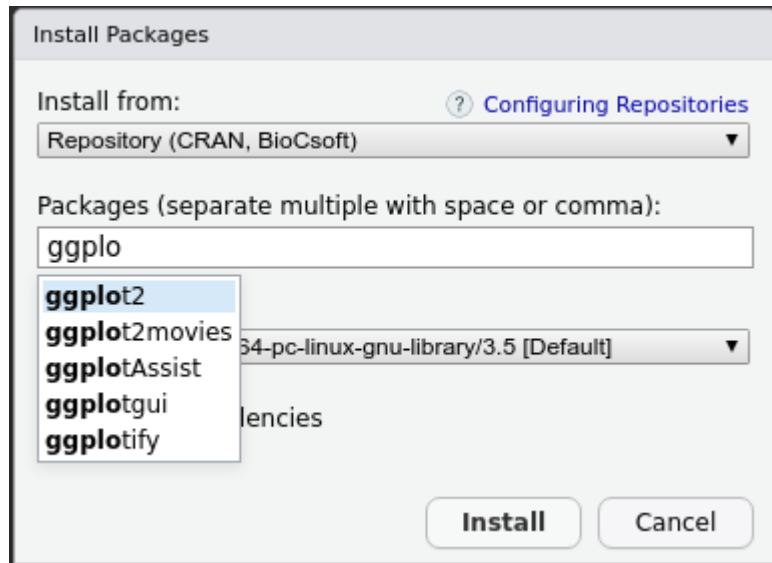 Install Packages
Install from:
? Configuring Repositories
Repository (CRAN, BioCsoft)
Packages (separate multiple with space or comma):
ggplo
ggplot2
ggplot2movies
64-pc-linux-gnu-library/3.5 [Default]
ggplotAssist
ggplotgui
ggplotify
Install
Cancel